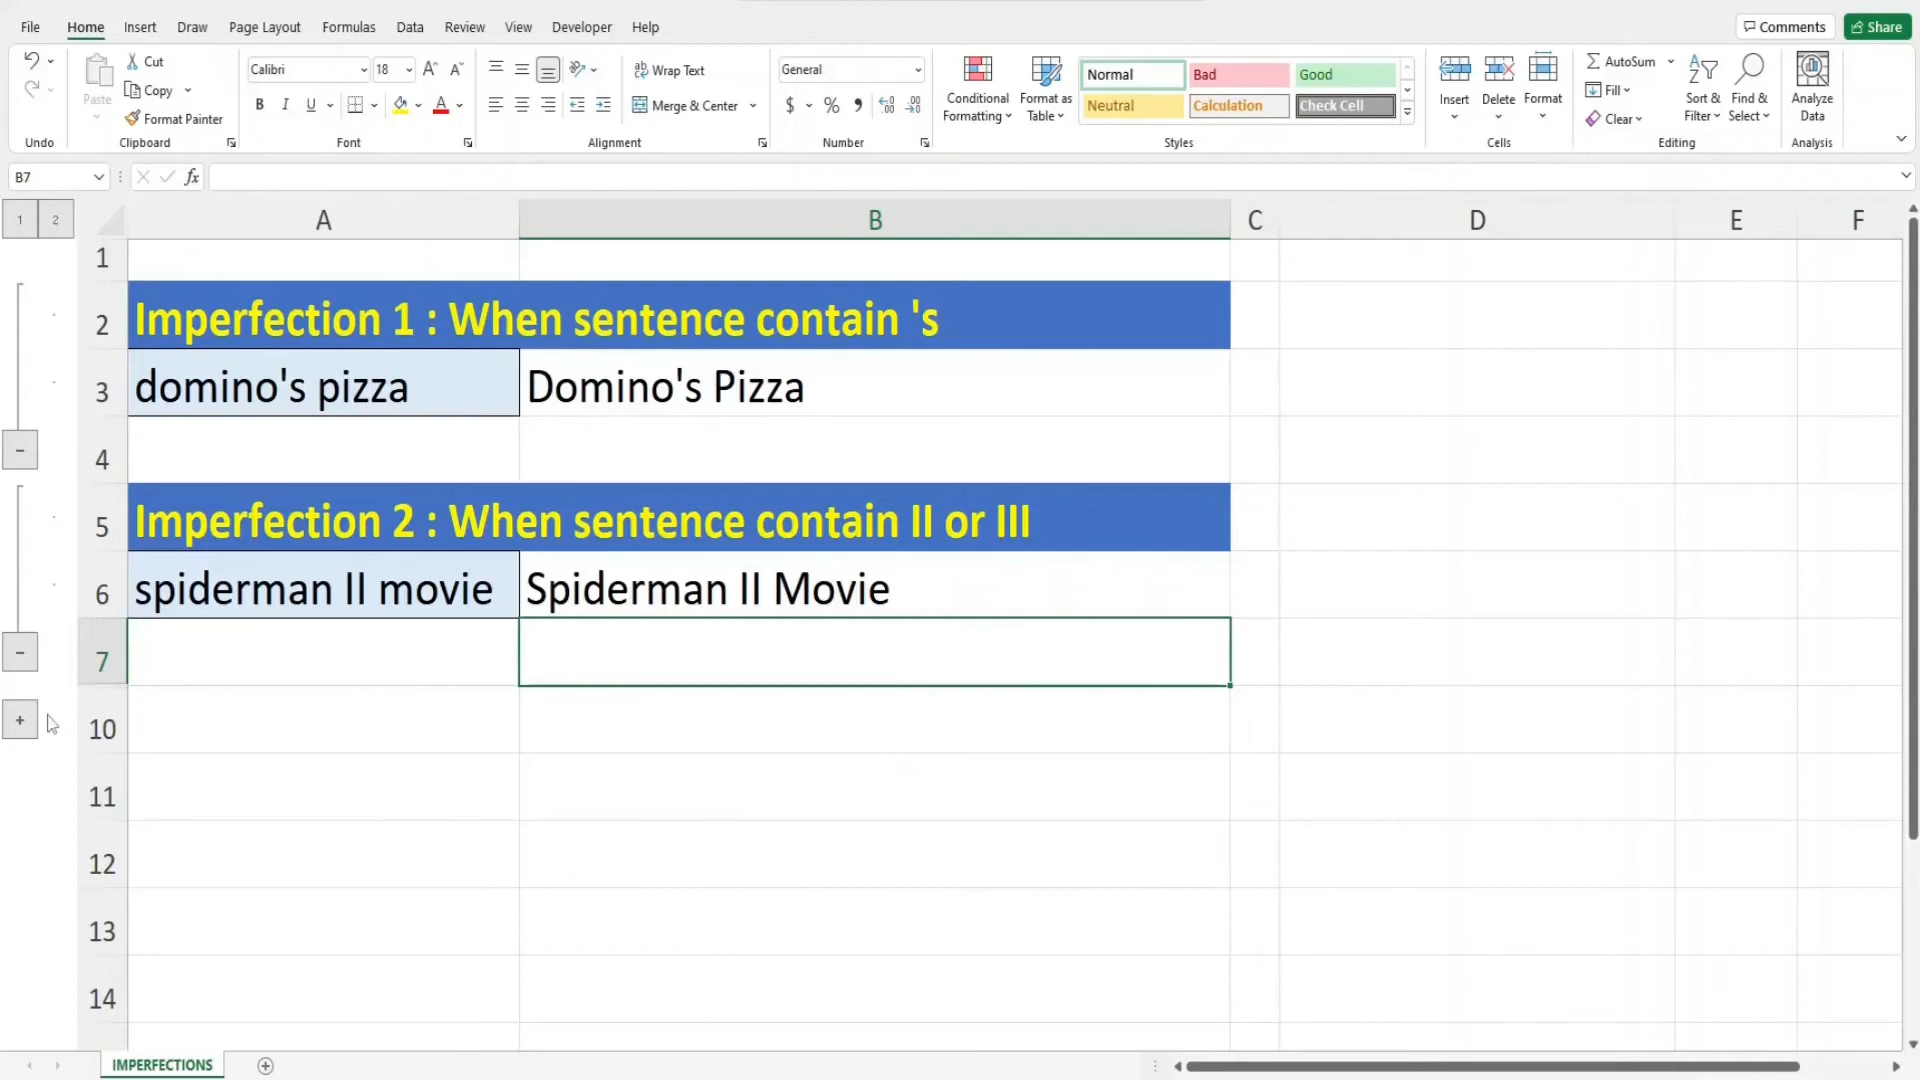 File Home Insert Draw Page Layout Formulas Data Review View Developer Help Comments Share
Cut
Copy
Format Painter
Paste
Undo Clipboard
Calibri 18
B I U A
Font
Wrap Text
Merge & Center
Alignment
General
$ % ,
Number
Conditional Formatting
Format as Table
Normal Bad Good
Neutral Calculation Check Cell
Styles
Insert Delete Format
Cells
AutoSum
Fill
Clear
Sort & Filter
Find & Select
Editing
Analyze Data
Analysis
B7 fx
1 2 A B C D E F
1
2 Imperfection 1 : When sentence contain 's
3 domino's pizza Domino's Pizza
4
5 Imperfection 2 : When sentence contain II or III
6 spiderman II movie Spiderman II Movie
7
10
11
12
13
14
IMPERFECTIONS